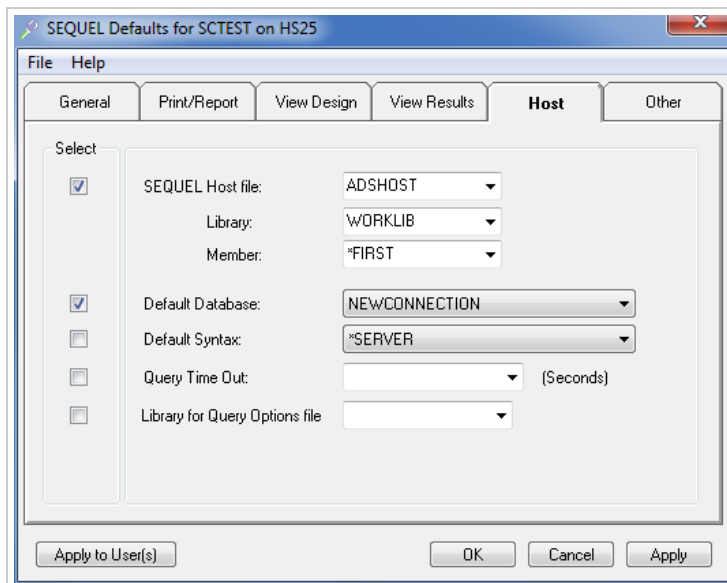 SEQUEL Defaults for SCTEST on HS25
x
File Help
General Print/Report View Design View Results Host Other
Select
SEQUEL Host file: ADSHOST
Library: WORKLIB
Member: *FIRST
Default Database: NEWCONNECTION
Default Syntax: *SERVER
Query Time Out: (Seconds)
Library for Query Options file
Apply to User(s) OK Cancel Apply